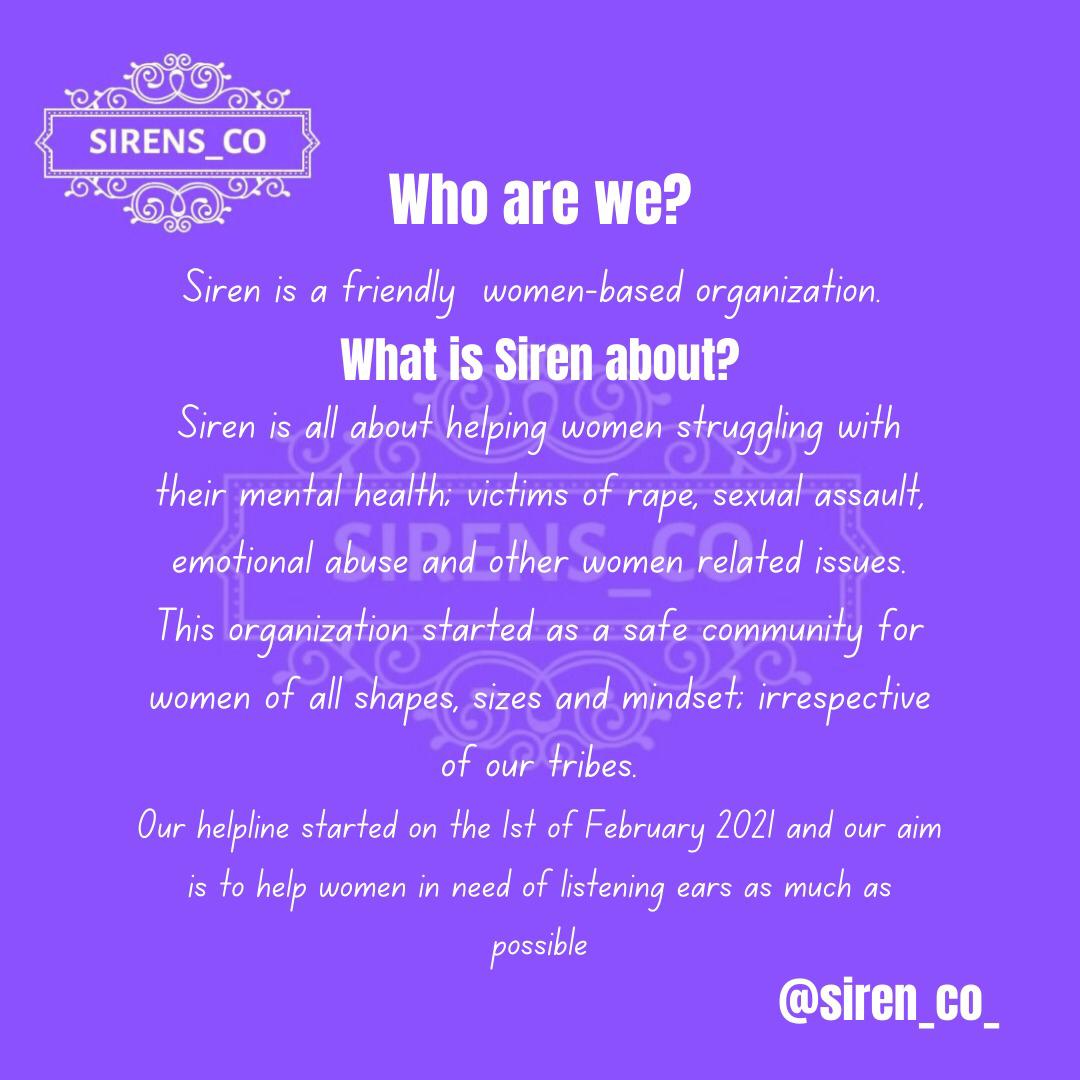 SIRENS_CO
Who are we?
Siren is a friendly women-based organization.
What is Siren about?
Siren is all about helping women struggling with
their mental health; victims of rape, sexual assault,
emotional abuse and other women related issues.
SIRENS_CO
This organization started as a safe community for
women of all shapes, sizes and mindset; irrespective
of our tribes.
Our helpline started on the 1st of February 2021 and our aim
is to help women in need of listening ears as much as
possible
@siren_co_